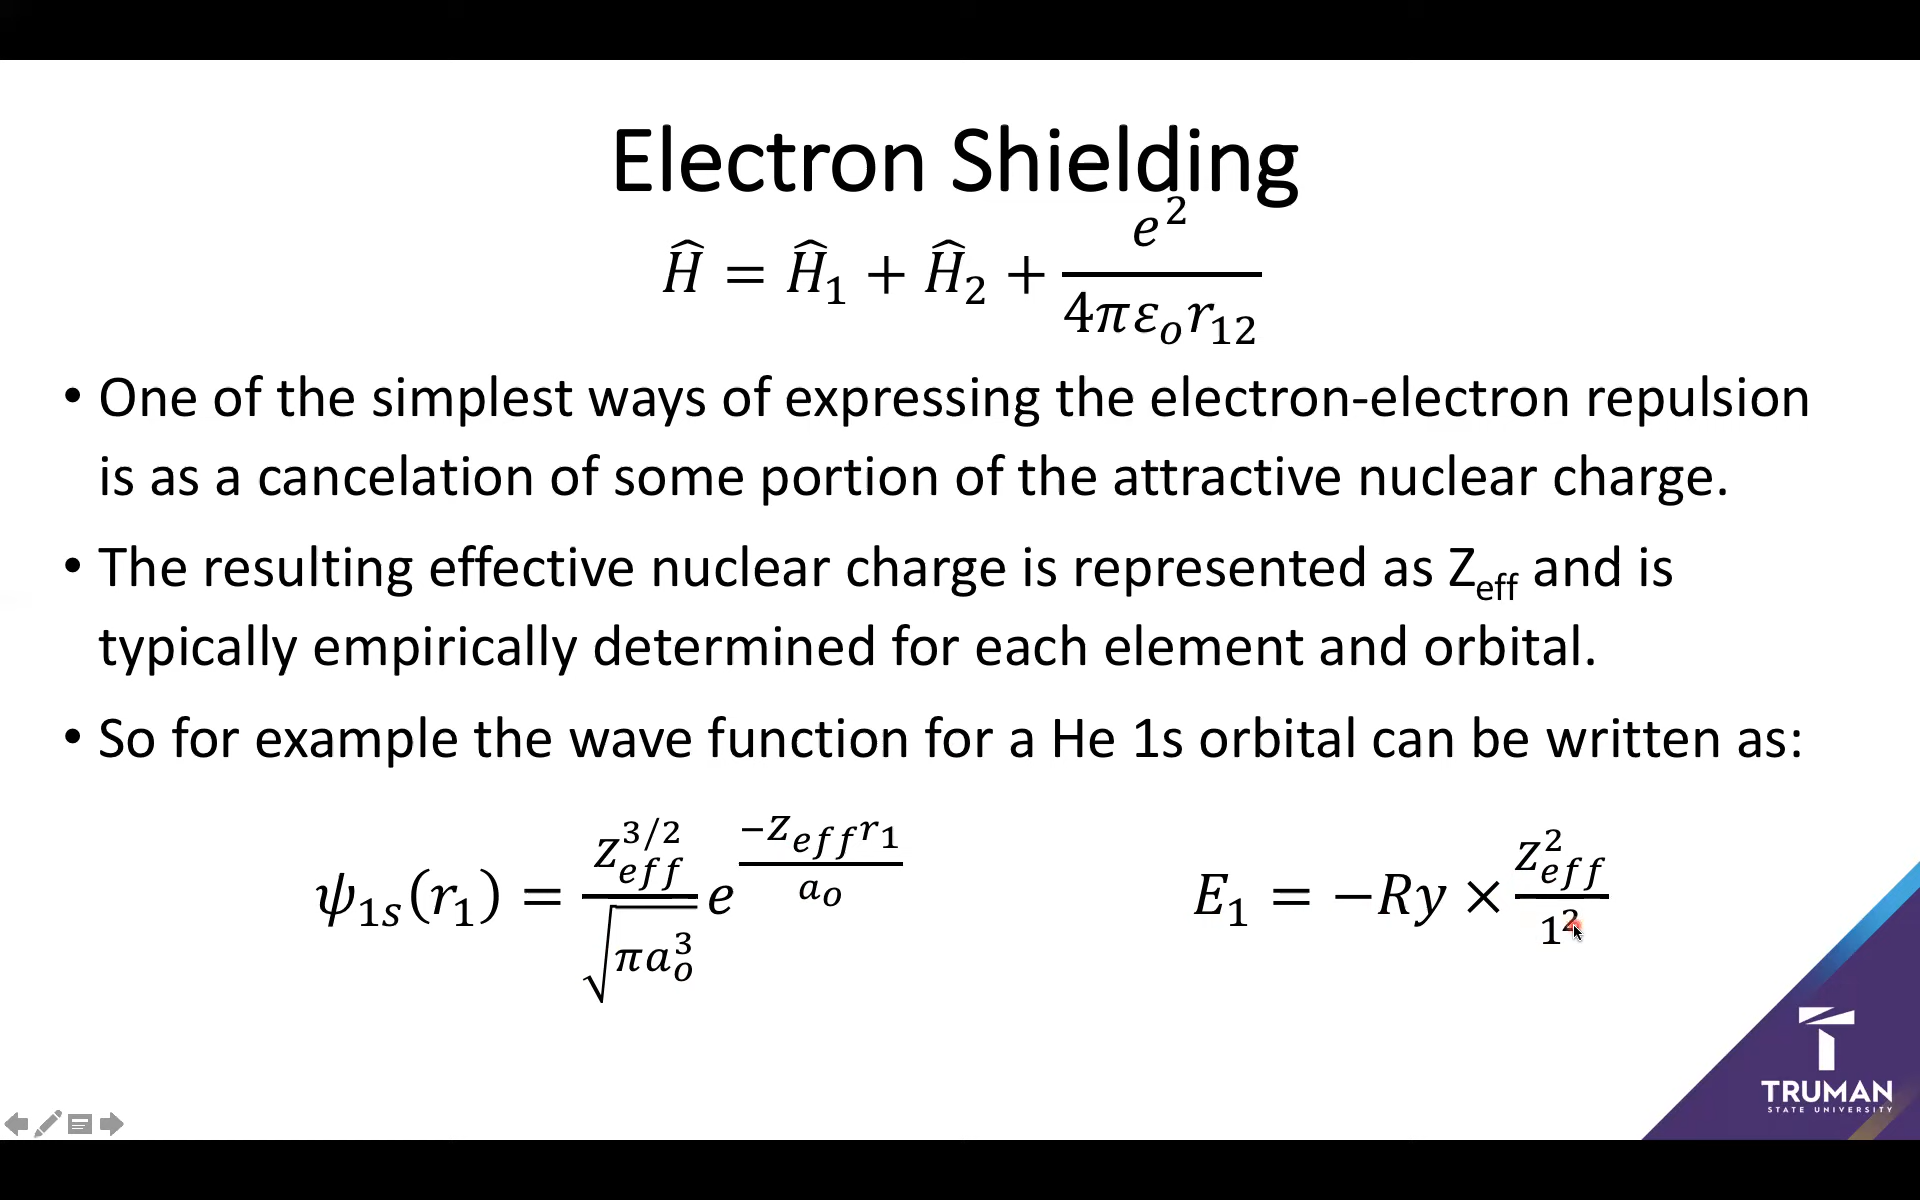 Electron Shielding
Ĥ = Ĥ₁ + Ĥ₂ + e² / 4πε₀r₁₂
• One of the simplest ways of expressing the electron-electron repulsion
is as a cancelation of some portion of the attractive nuclear charge.
• The resulting effective nuclear charge is represented as Z_eff and is
typically empirically determined for each element and orbital.
• So for example the wave function for a He 1s orbital can be written as:
ψ₁ₛ(r₁) = Z_eff^{3/2} / √(πa_o³) e^{−Z_eff r₁ / a_o}
E₁ = −Ry × Z_eff² / 1²
TRUMAN
STATE UNIVERSITY